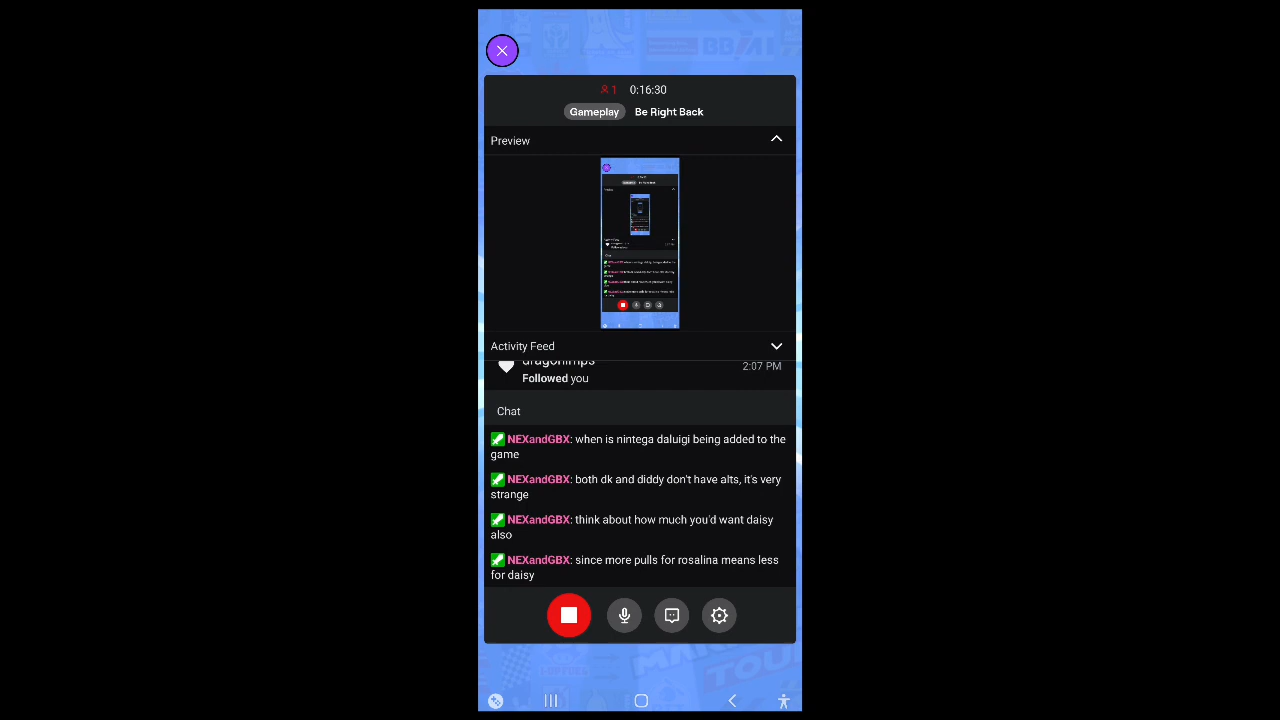 1 0:16:30
Gameplay Be Right Back
Preview
Activity Feed
dragonimps
2:07 PM
Followed you
Chat
NEXandGBX: when is nintega daluigi being added to the
game
NEXandGBX: both dk and diddy don't have alts, it's very
strange
NEXandGBX: think about how much you'd want daisy
also
NEXandGBX: since more pulls for rosalina means less
for daisy
TOUR